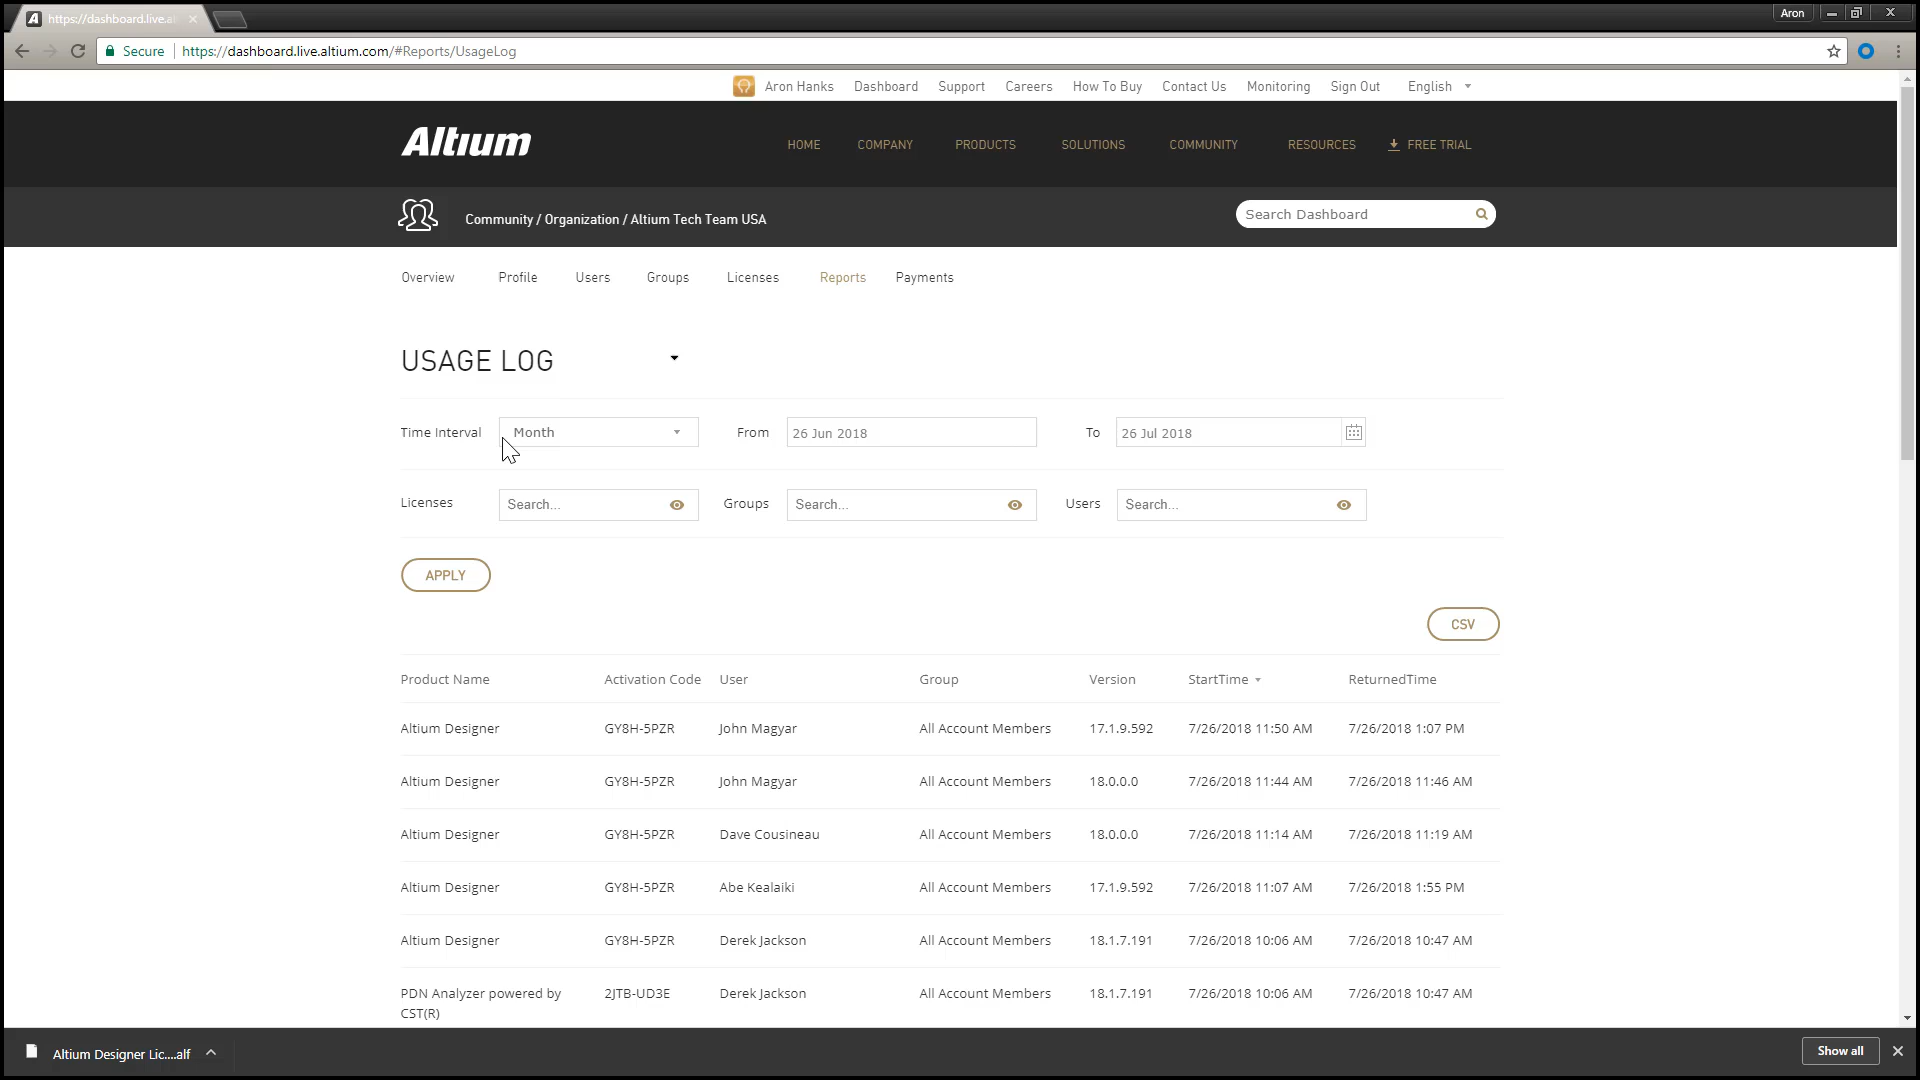 https://dashboard.live.a
Aron
Secure https://dashboard.live.altium.com/#Reports/UsageLog
Aron Hanks Dashboard Support Careers How To Buy Contact Us Monitoring Sign Out English
Altium
HOME COMPANY PRODUCTS SOLUTIONS COMMUNITY RESOURCES FREE TRIAL
Community / Organization / Altium Tech Team USA
Search Dashboard
Overview Profile Users Groups Licenses Reports Payments
USAGE LOG
Time Interval Month From 26 Jun 2018 To 26 Jul 2018
Licenses Search... Groups Search... Users Search...
APPLY
CSV
Product Name Activation Code User Group Version StartTime ReturnedTime
Altium Designer GY8H-5PZR John Magyar All Account Members 17.1.9.592 7/26/2018 11:50 AM 7/26/2018 1:07 PM
Altium Designer GY8H-5PZR John Magyar All Account Members 18.0.0.0 7/26/2018 11:44 AM 7/26/2018 11:46 AM
Altium Designer GY8H-5PZR Dave Cousineau All Account Members 18.0.0.0 7/26/2018 11:14 AM 7/26/2018 11:19 AM
Altium Designer GY8H-5PZR Abe Kealaiki All Account Members 17.1.9.592 7/26/2018 11:07 AM 7/26/2018 1:55 PM
Altium Designer GY8H-5PZR Derek Jackson All Account Members 18.1.7.191 7/26/2018 10:06 AM 7/26/2018 10:47 AM
PDN Analyzer powered by 2JTB-UD3E Derek Jackson All Account Members 18.1.7.191 7/26/2018 10:06 AM 7/26/2018 10:47 AM
CST(R)
Altium Designer Lic....alf
Show all